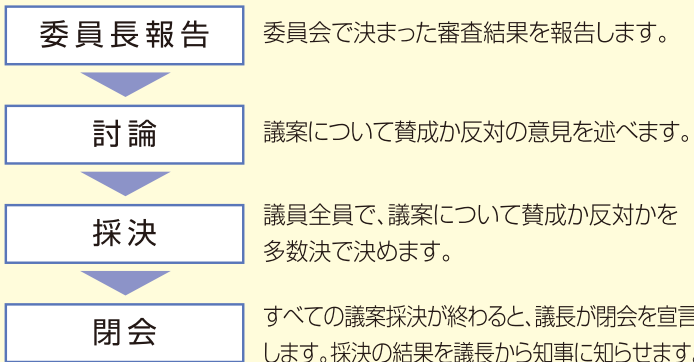 委員長報告
委員会で決まった審査結果を報告します。
討論
議案について賛成か反対の意見を述べます。
採決
議員全員で、議案について賛成か反対かを
多数決で決めます。
閉会
すべての議案採決が終わると、議長が閉会を宣言
します。採決の結果を議長から知事に知らせます。